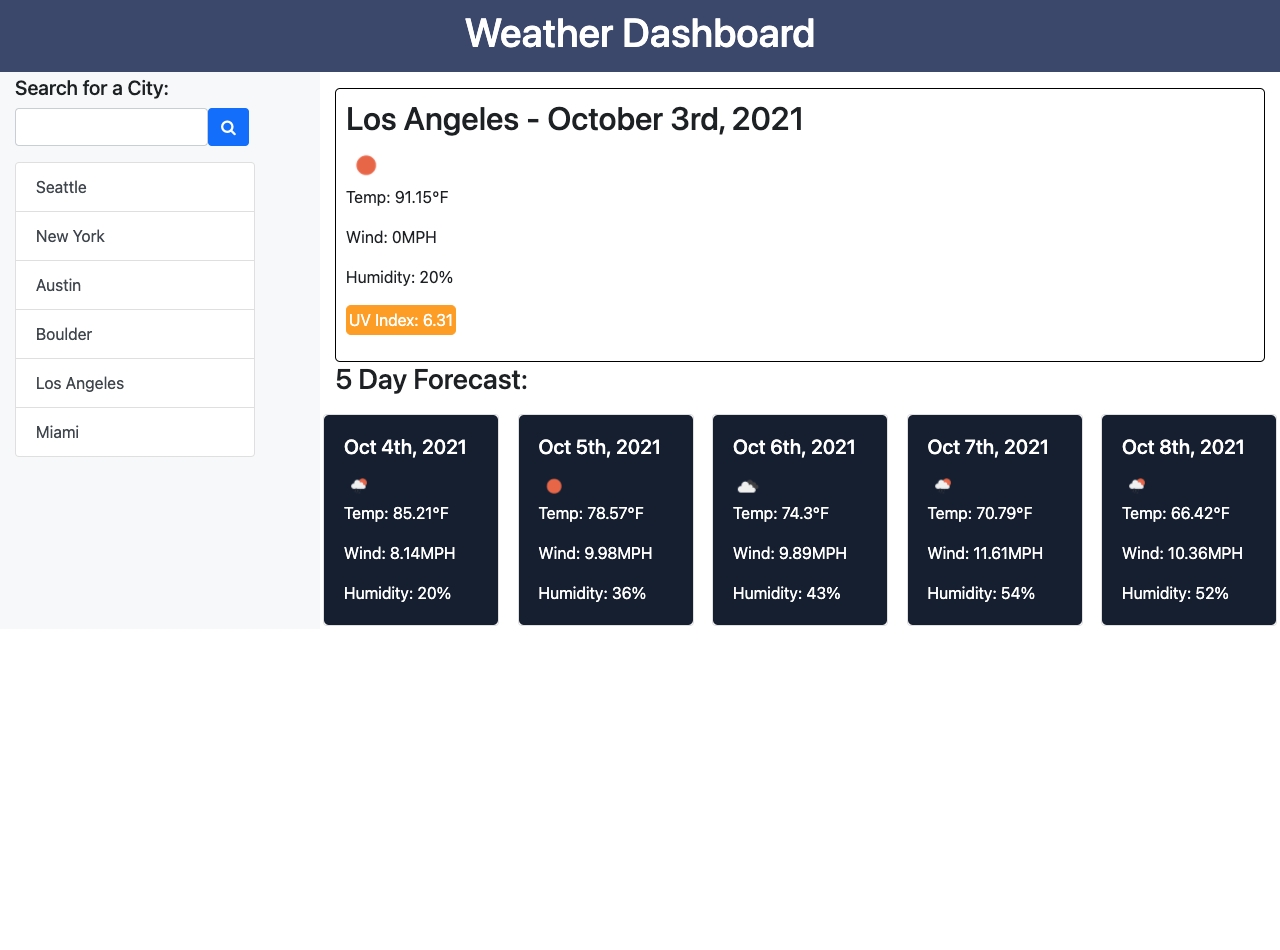 Weather Dashboard
Search for a City:
Seattle
New York
Austin
Boulder
Los Angeles
Miami
Los Angeles - October 3rd, 2021
Temp: 91.15°F
Wind: 0MPH
Humidity: 20%
UV Index: 6.31
5 Day Forecast:
Oct 4th, 2021
Temp: 85.21°F
Wind: 8.14MPH
Humidity: 20%
Oct 5th, 2021
Temp: 78.57°F
Wind: 9.98MPH
Humidity: 36%
Oct 6th, 2021
Temp: 74.3°F
Wind: 9.89MPH
Humidity: 43%
Oct 7th, 2021
Temp: 70.79°F
Wind: 11.61MPH
Humidity: 54%
Oct 8th, 2021
Temp: 66.42°F
Wind: 10.36MPH
Humidity: 52%